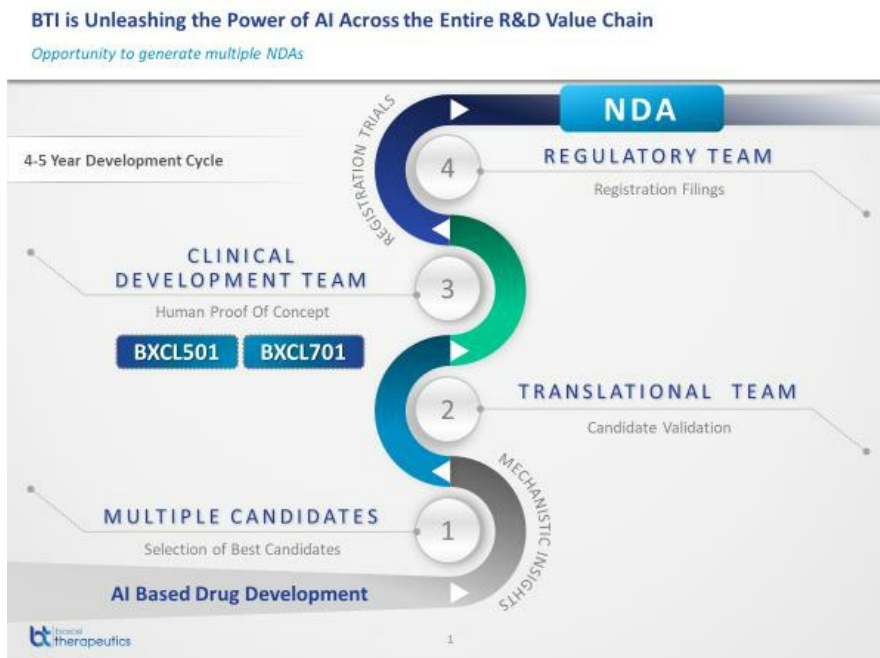 BTI is Unleashing the Power of AI Across the Entire R&D Value Chain
Opportunity to generate multiple NDAs
NDA
REGISTRATION TRIALS
4-5 Year Development Cycle
4
REGULATORY TEAM
Registration Filings
CLINICAL
DEVELOPMENT TEAM
3
Human Proof Of Concept
BXCL501 BXCL701
2
TRANSLATIONAL TEAM
Candidate Validation
MECHANISTIC INSIGHTS
MULTIPLE CANDIDATES
1
Selection of Best Candidates
AI Based Drug Development
bt
bioxcel
therapeutics
1